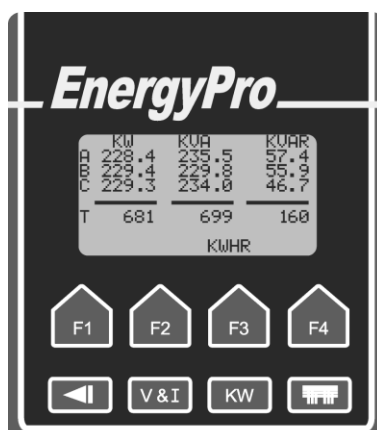 EnergyPro
KW KVA KVAR
A 228.4 235.5 57.4
B 229.4 229.8 55.9
C 229.3 234.0 46.7
T 681 699 160
KWHR
F1 F2 F3 F4
V & I KW